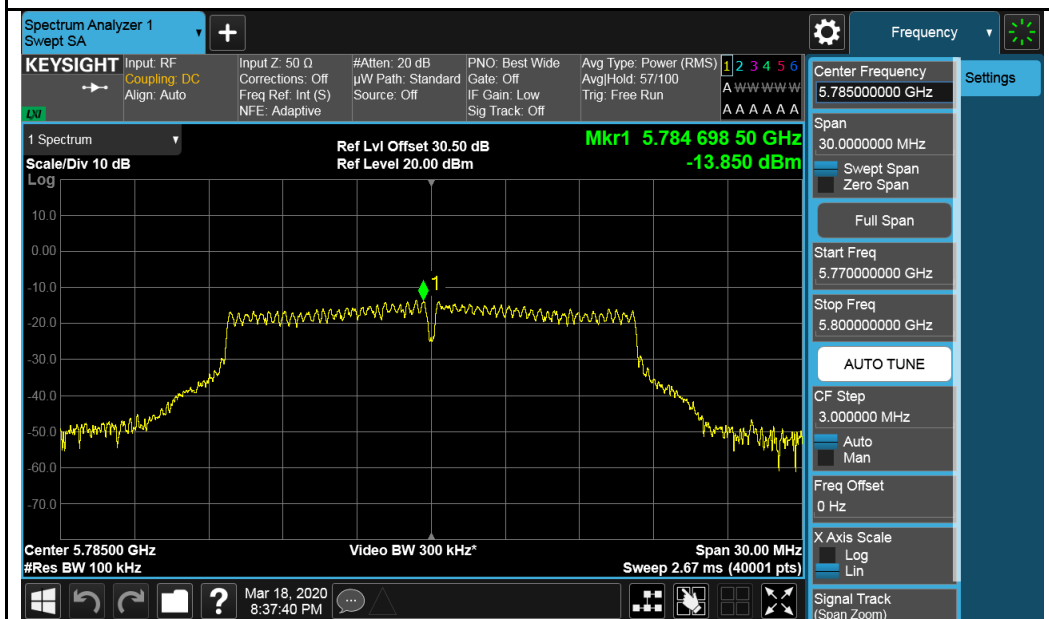 Spectrum Analyzer 1
Swept SA
+
Frequency
KEYSIGHT
Input: RF
Coupling: DC
Align: Auto
LXI
Input Z: 50 Ω
Corrections: Off
Freq Ref: Int (S)
NFE: Adaptive
#Atten: 20 dB
µW Path: Standard
Source: Off
PNO: Best Wide
Gate: Off
IF Gain: Low
Sig Track: Off
Avg Type: Power (RMS)
Avg|Hold: 57/100
Trig: Free Run
1 2 3 4 5 6
A W W W W W
A A A A A A
1 Spectrum
Scale/Div 10 dB
Log
Ref Lvl Offset 30.50 dB
Ref Level 20.00 dBm
Mkr1 5.784 698 50 GHz
-13.850 dBm
10.0
0.00
-10.0
-20.0
-30.0
-40.0
-50.0
-60.0
-70.0
1
Center 5.78500 GHz
#Res BW 100 kHz
Video BW 300 kHz*
Span 30.00 MHz
Sweep 2.67 ms (40001 pts)
Center Frequency
5.785000000 GHz
Settings
Span
30.0000000 MHz
Swept Span
Zero Span
Full Span
Start Freq
5.770000000 GHz
Stop Freq
5.800000000 GHz
AUTO TUNE
CF Step
3.000000 MHz
Auto
Man
Freq Offset
0 Hz
X Axis Scale
Log
Lin
Signal Track
(Span Zoom)
?
Mar 18, 2020
8:37:40 PM